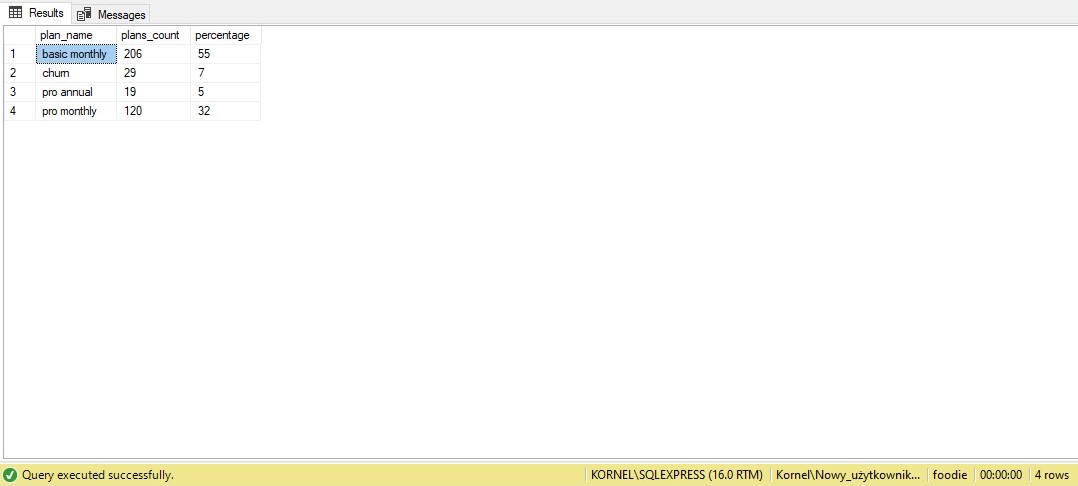 Results Messages
plan_name plans_count percentage
1 basic monthly 206 55
2 churn 29 7
3 pro annual 19 5
4 pro monthly 120 32
Query executed successfully. KORNEL\SQLEXPRESS (16.0 RTM) Kornel\Nowy_użytkownik... foodie 00:00:00 4 rows